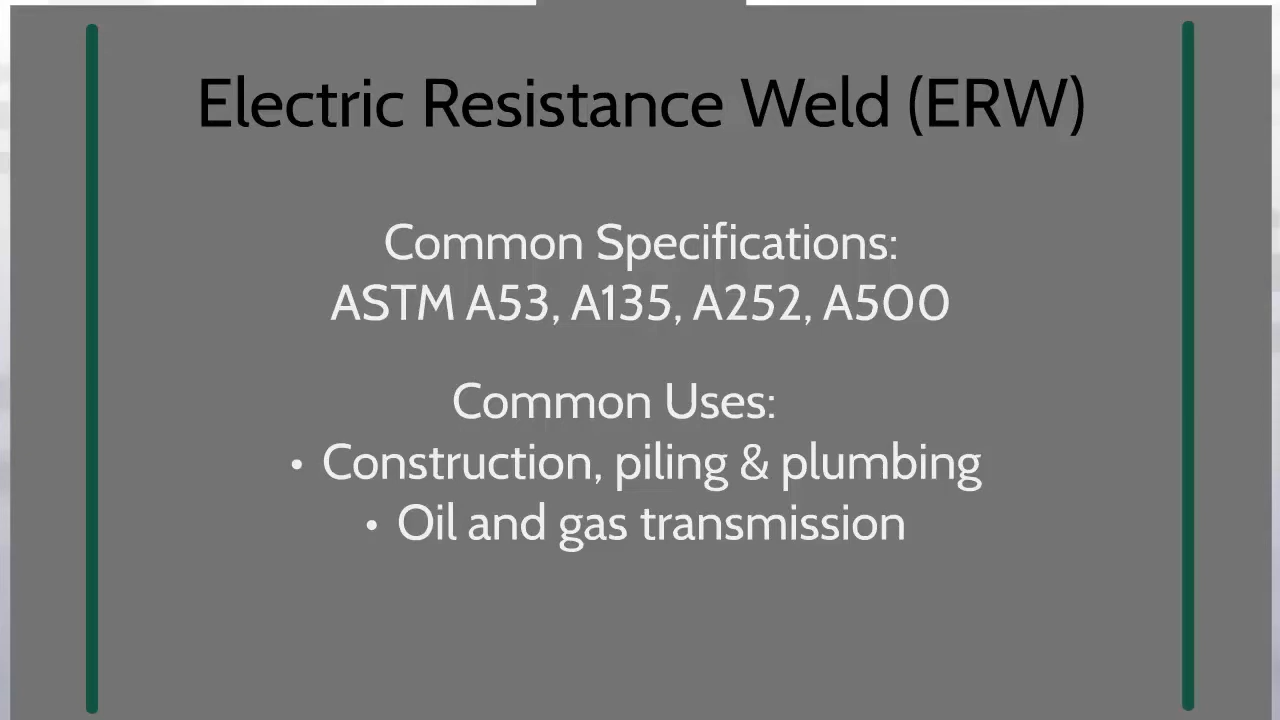 Electric Resistance Weld (ERW)
Common Specifications:
ASTM A53, A135, A252, A500
Common Uses:
• Construction, piling & plumbing
• Oil and gas transmission